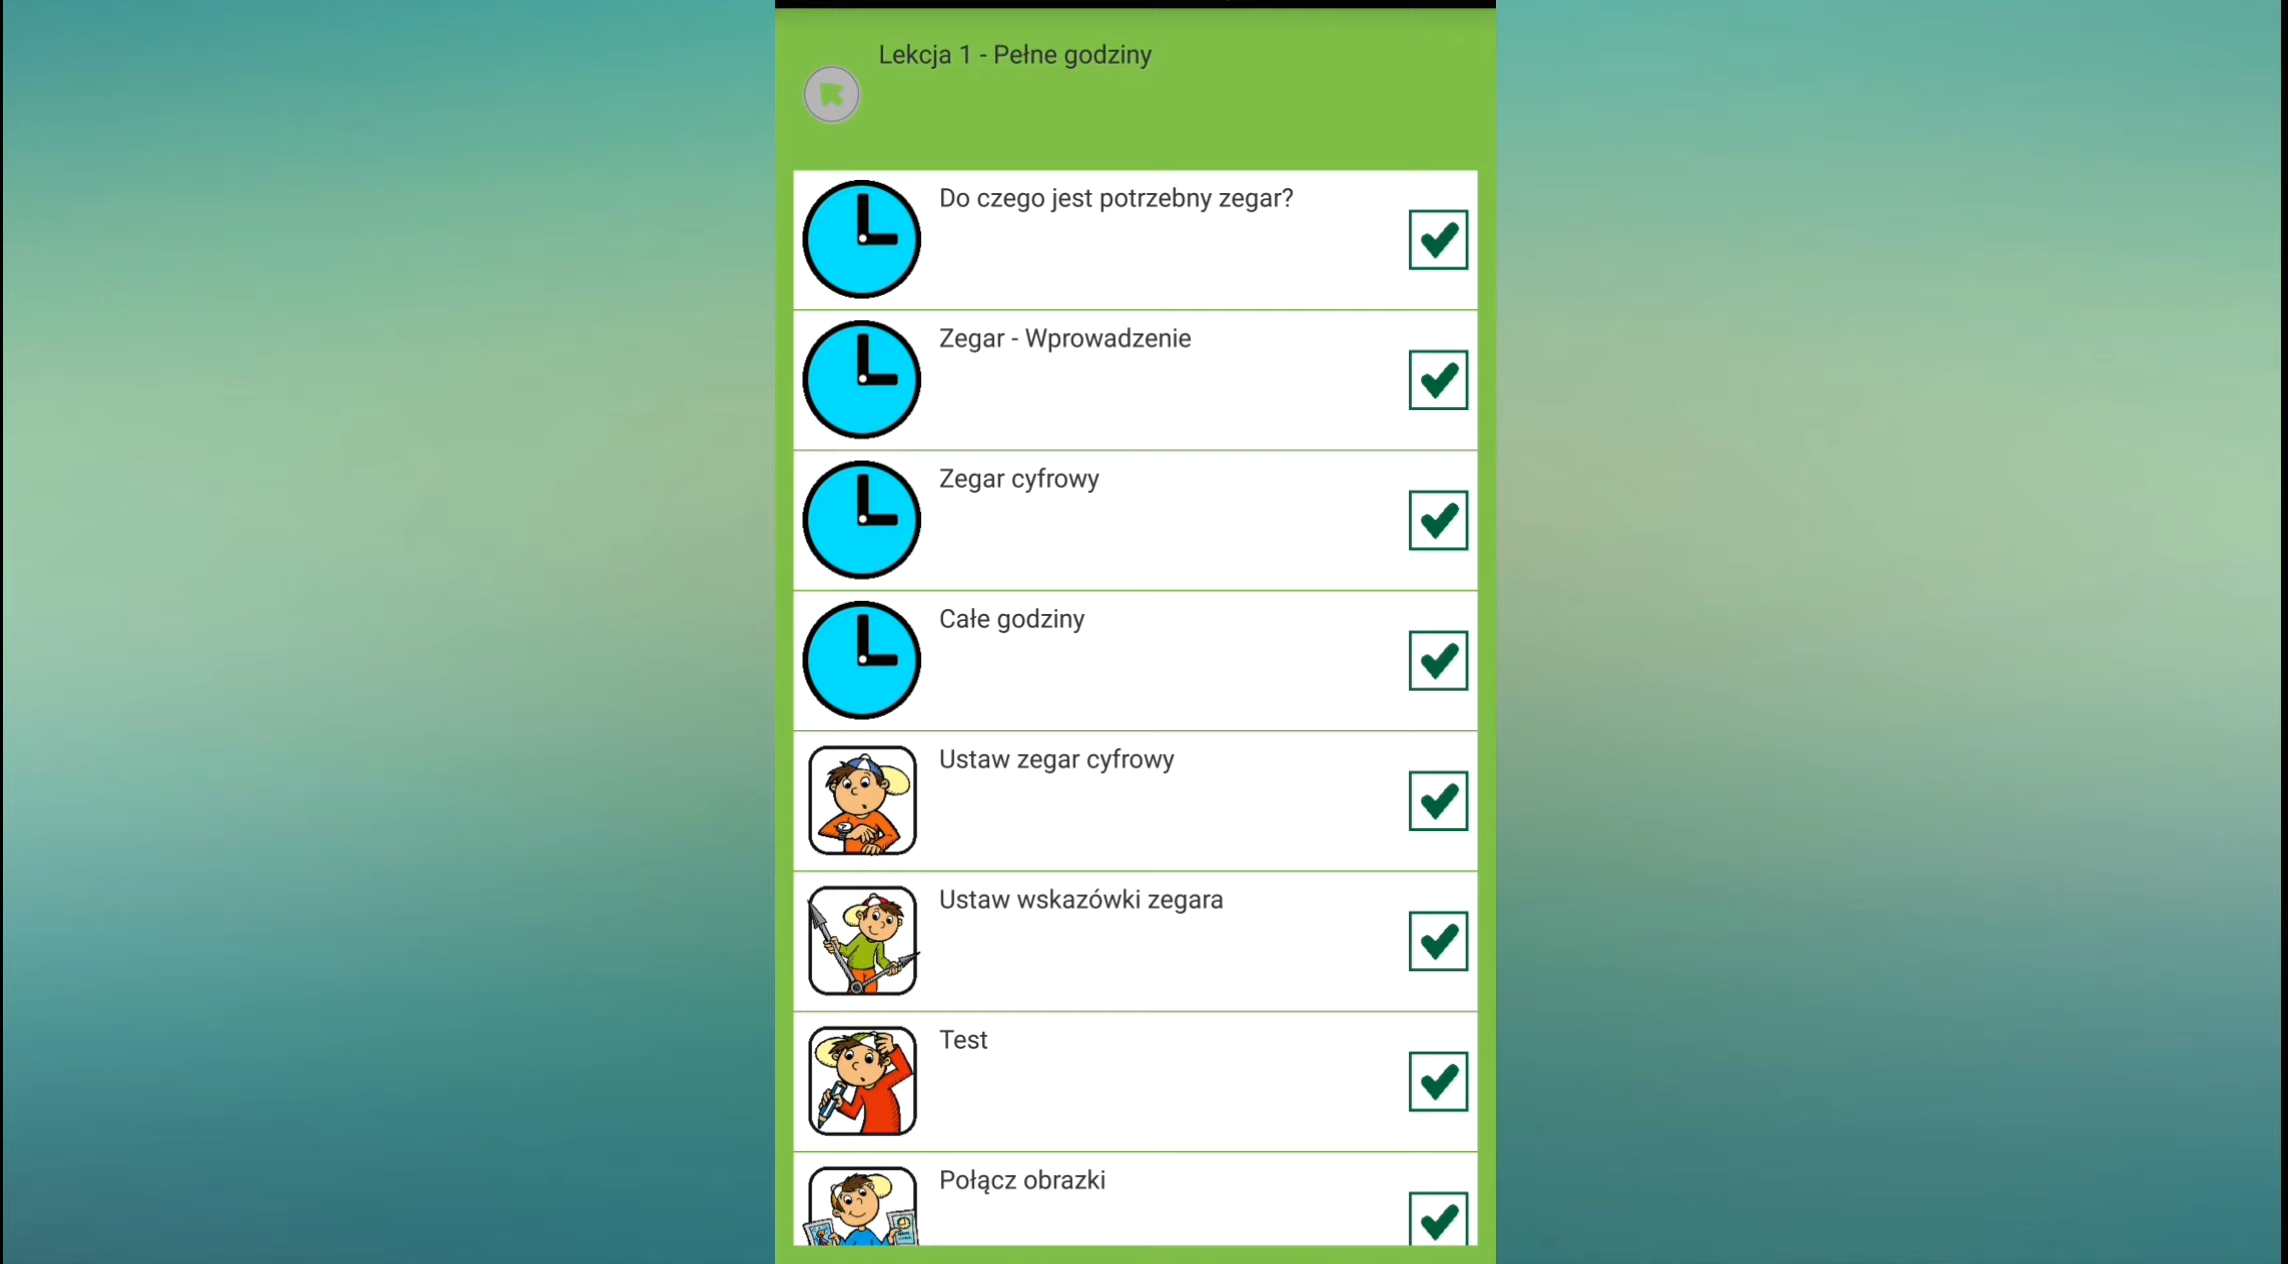 Lekcja 1 - Pełne godziny
Do czego jest potrzebny zegar?
Zegar - Wprowadzenie
Zegar cyfrowy
Całe godziny
Ustaw zegar cyfrowy
Ustaw wskazówki zegara
Test
Połącz obrazki